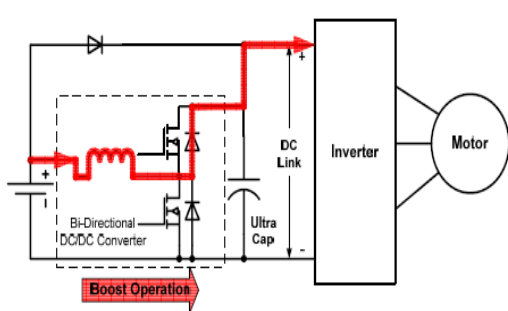 +
DC
Link
Inverter
Motor
+
Bi-Directional
DC/DC Converter
Ultra
Cap
-
Boost Operation